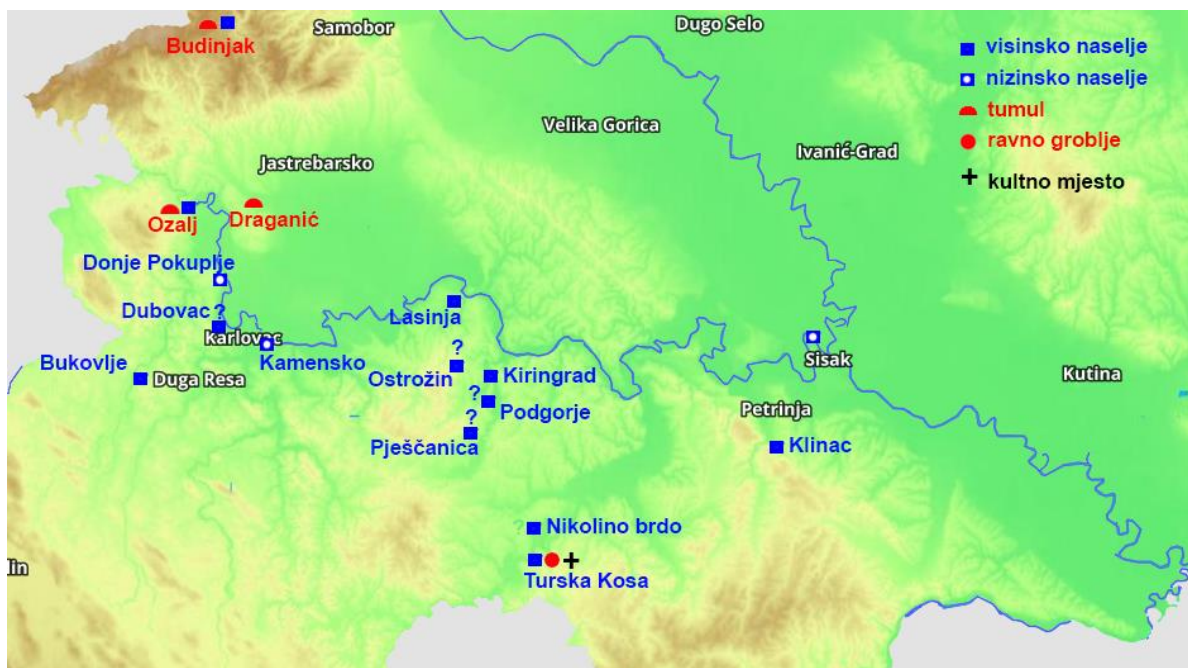 Dugo Selo
Samobor
Budinjak
visinsko naselje
nizinsko naselje
tumul
ravno groblje
kultno mjesto
Velika Gorica
Ivanić-Grad
Jastrebarsko
Ozalj
Draganić
Donje Pokuplje
Dubovac ?
Karlovac
Kamensko
Lasinja
Sisak
Bukovlje
Duga Resa
?
Ostrožin
Kiringrad
Kutina
?
Podgorje
?
Pješčanica
Petrinja
Klinac
? Nikolino brdo
lin
Turska Kosa